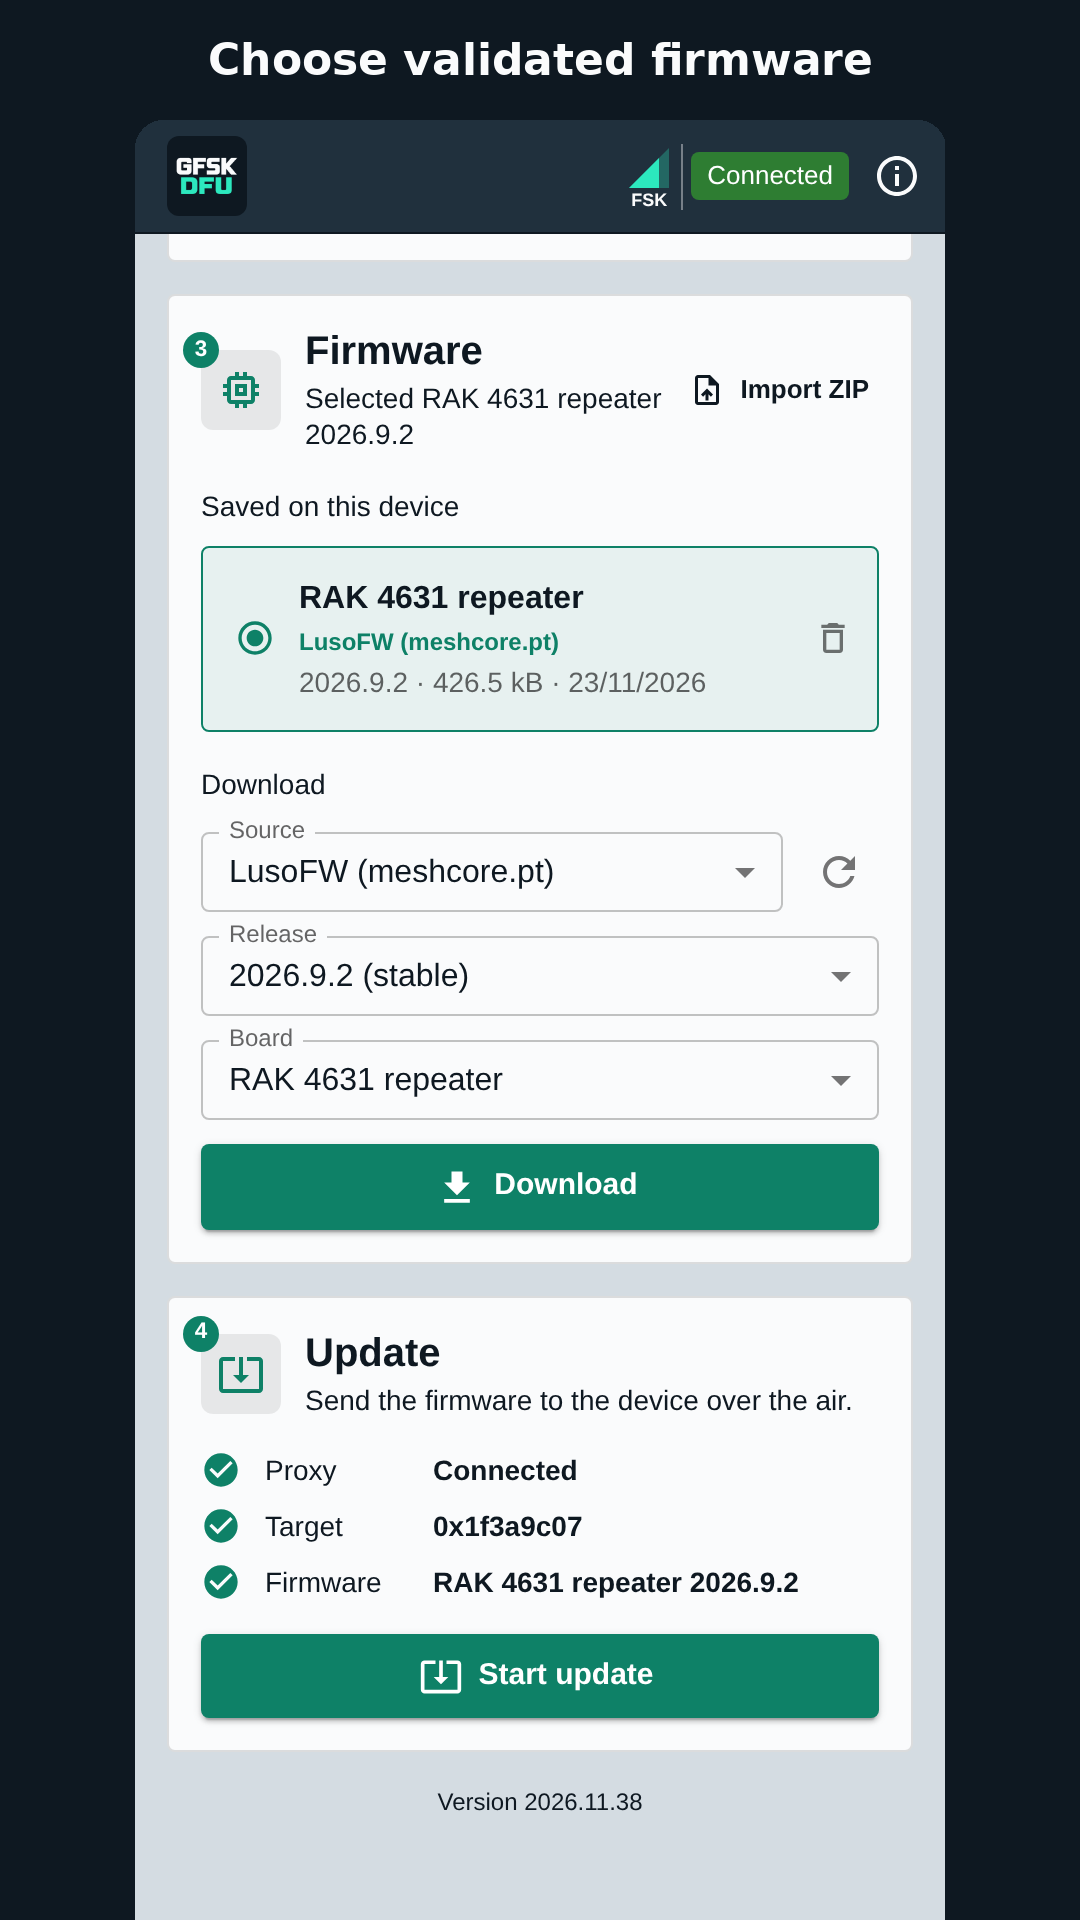 Choose validated firmware
GFSK
DFU
FSK
Connected
3
Firmware
Selected RAK 4631 repeater
2026.9.2
Import ZIP
Saved on this device
RAK 4631 repeater
LusoFW (meshcore.pt)
2026.9.2 · 426.5 kB · 23/11/2026
Download
Source
LusoFW (meshcore.pt)
Release
2026.9.2 (stable)
Board
RAK 4631 repeater
Download
4
Update
Send the firmware to the device over the air.
Proxy Connected
Target 0x1f3a9c07
Firmware RAK 4631 repeater 2026.9.2
Start update
Version 2026.11.38